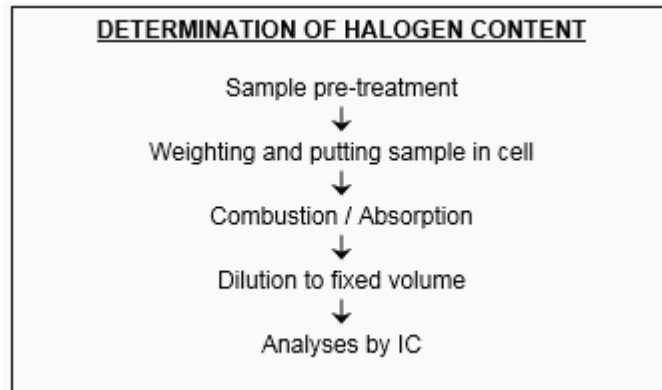 DETERMINATION OF HALOGEN CONTENT
Sample pre-treatment
↓
Weighting and putting sample in cell
↓
Combustion / Absorption
↓
Dilution to fixed volume
↓
Analyses by IC